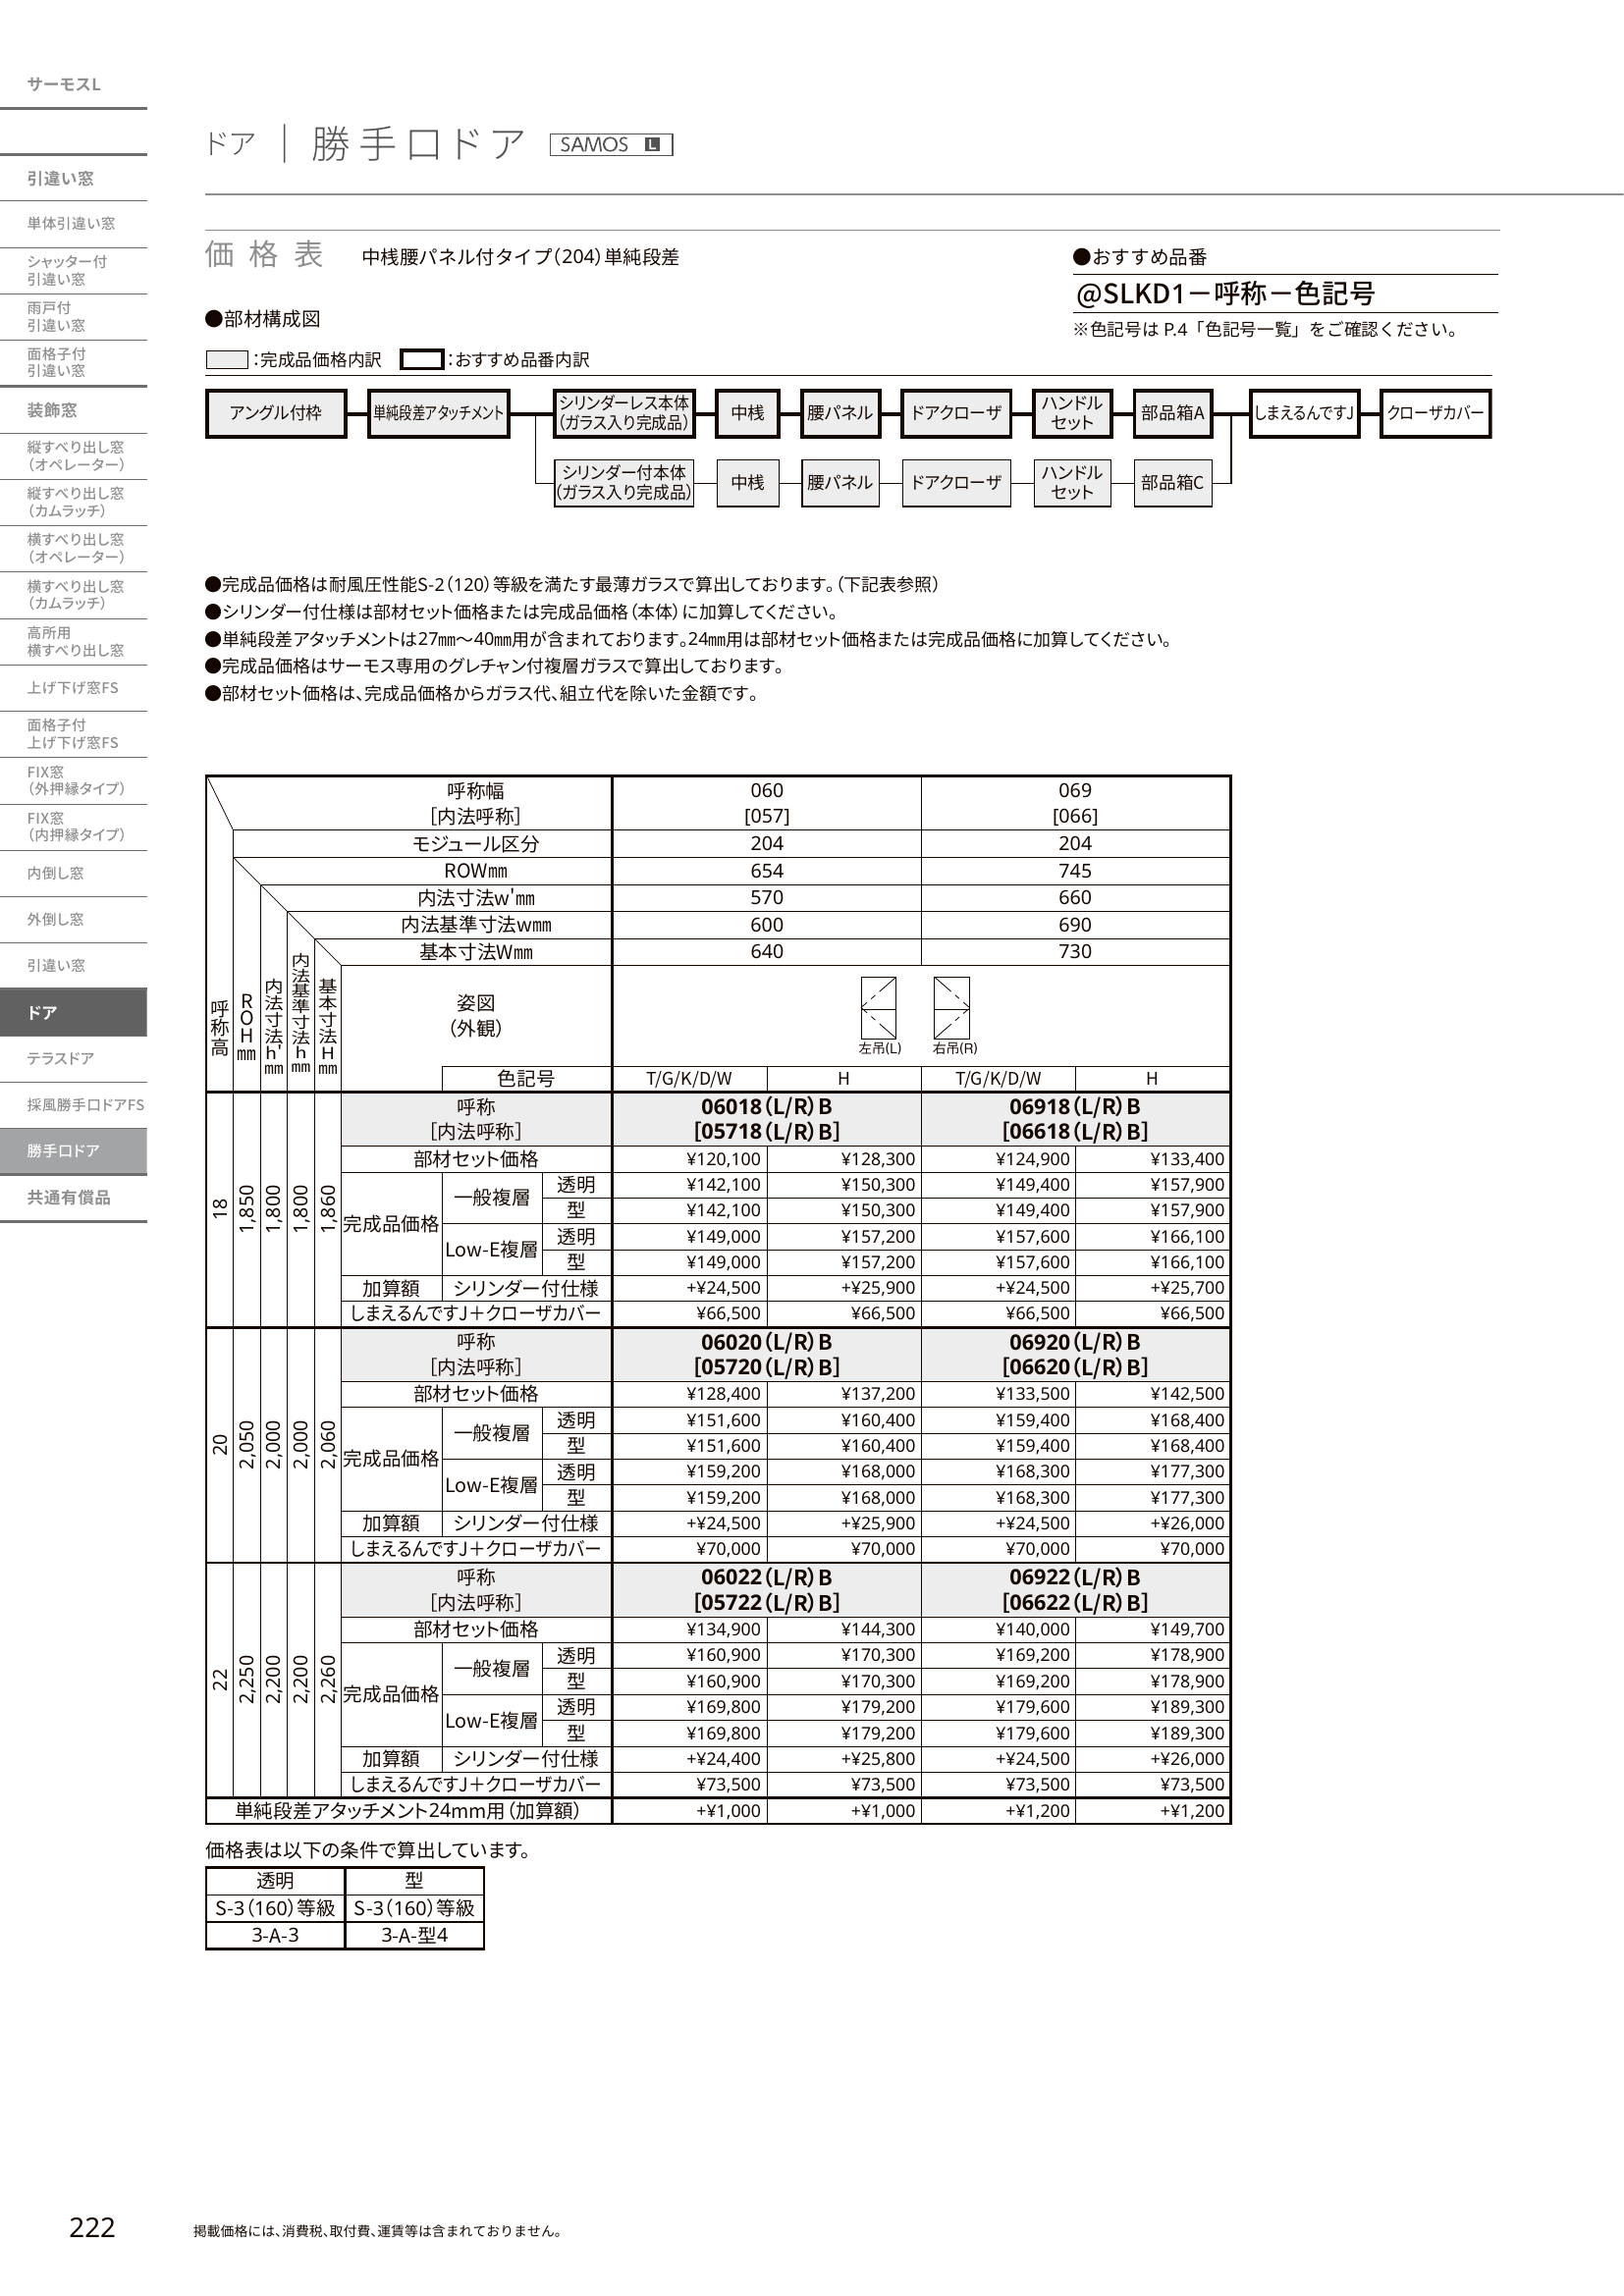 サーモスL
引違い窓
単体引違い窓
シャッター付
引違い窓
雨戸付
引違い窓
面格子付
引違い窓
装飾窓
縦すべり出し窓
（オペレーター）
縦すべり出し窓
（カムラッチ）
横すべり出し窓
（オペレーター）
横すべり出し窓
（カムラッチ）
高所用
横すべり出し窓
上げ下げ窓FS
面格子付
上げ下げ窓FS
FIX窓
（外押縁タイプ）
FIX窓
（内押縁タイプ）
内倒し窓
外倒し窓
引違い窓
ドア
テラスドア
採風勝手口ドアFS
勝手口ドア
共通有償品
ドア｜勝手口ドア SAMOS L
価格表 中桟腰パネル付タイプ（204）単純段差
●おすすめ品番
@SLKD1－呼称－色記号
※色記号は P.4「色記号一覧」をご確認ください。
●部材構成図
：完成品価格内訳 ：おすすめ品番内訳
アングル付枠 単純段差アタッチメント シリンダーレス本体（ガラス入り完成品） 中桟 腰パネル ドアクローザ ハンドルセット 部品箱A しまえるんですJ クローザカバー
シリンダー付本体（ガラス入り完成品） 中桟 腰パネル ドアクローザ ハンドルセット 部品箱C
●完成品価格は耐風圧性能S-2（120）等級を満たす最薄ガラスで算出しております。（下記表参照）
●シリンダー付仕様は部材セット価格または完成品価格（本体）に加算してください。
●単純段差アタッチメントは27㎜～40㎜用が含まれております。24㎜用は部材セット価格または完成品価格に加算してください。
●完成品価格はサーモス専用のグレチャン付複層ガラスで算出しております。
●部材セット価格は、完成品価格からガラス代、組立代を除いた金額です。
呼称幅 060 069
［内法呼称］ [057] [066]
モジュール区分 204 204
ROW㎜ 654 745
内法寸法w'㎜ 570 660
内法基準寸法w㎜ 600 690
基本寸法W㎜ 640 730
呼称高 ROH㎜ 内法寸法h'㎜ 内法基準寸法h㎜ 基本寸法H㎜
姿図
（外観）
左吊(L) 右吊(R)
色記号 T/G/K/D/W H T/G/K/D/W H
18 1,850 1,800 1,800 1,860
呼称 06018（L/R）B 06918（L/R）B
［内法呼称］ ［05718（L/R）B］ ［06618（L/R）B］
部材セット価格 ¥120,100 ¥128,300 ¥124,900 ¥133,400
完成品価格 一般複層 透明 ¥142,100 ¥150,300 ¥149,400 ¥157,900
型 ¥142,100 ¥150,300 ¥149,400 ¥157,900
Low-E複層 透明 ¥149,000 ¥157,200 ¥157,600 ¥166,100
型 ¥149,000 ¥157,200 ¥157,600 ¥166,100
加算額 シリンダー付仕様 +¥24,500 +¥25,900 +¥24,500 +¥25,700
しまえるんですJ＋クローザカバー ¥66,500 ¥66,500 ¥66,500 ¥66,500
20 2,050 2,000 2,000 2,060
呼称 06020（L/R）B 06920（L/R）B
［内法呼称］ ［05720（L/R）B］ ［06620（L/R）B］
部材セット価格 ¥128,400 ¥137,200 ¥133,500 ¥142,500
完成品価格 一般複層 透明 ¥151,600 ¥160,400 ¥159,400 ¥168,400
型 ¥151,600 ¥160,400 ¥159,400 ¥168,400
Low-E複層 透明 ¥159,200 ¥168,000 ¥168,300 ¥177,300
型 ¥159,200 ¥168,000 ¥168,300 ¥177,300
加算額 シリンダー付仕様 +¥24,500 +¥25,900 +¥24,500 +¥26,000
しまえるんですJ＋クローザカバー ¥70,000 ¥70,000 ¥70,000 ¥70,000
22 2,250 2,200 2,200 2,260
呼称 06022（L/R）B 06922（L/R）B
［内法呼称］ ［05722（L/R）B］ ［06622（L/R）B］
部材セット価格 ¥134,900 ¥144,300 ¥140,000 ¥149,700
完成品価格 一般複層 透明 ¥160,900 ¥170,300 ¥169,200 ¥178,900
型 ¥160,900 ¥170,300 ¥169,200 ¥178,900
Low-E複層 透明 ¥169,800 ¥179,200 ¥179,600 ¥189,300
型 ¥169,800 ¥179,200 ¥179,600 ¥189,300
加算額 シリンダー付仕様 +¥24,400 +¥25,800 +¥24,500 +¥26,000
しまえるんですJ＋クローザカバー ¥73,500 ¥73,500 ¥73,500 ¥73,500
単純段差アタッチメント24mm用（加算額） +¥1,000 +¥1,000 +¥1,200 +¥1,200
価格表は以下の条件で算出しています。
透明 型
S-3（160）等級 S-3（160）等級
3-A-3 3-A-型4
222
掲載価格には、消費税、取付費、運賃等は含まれておりません。